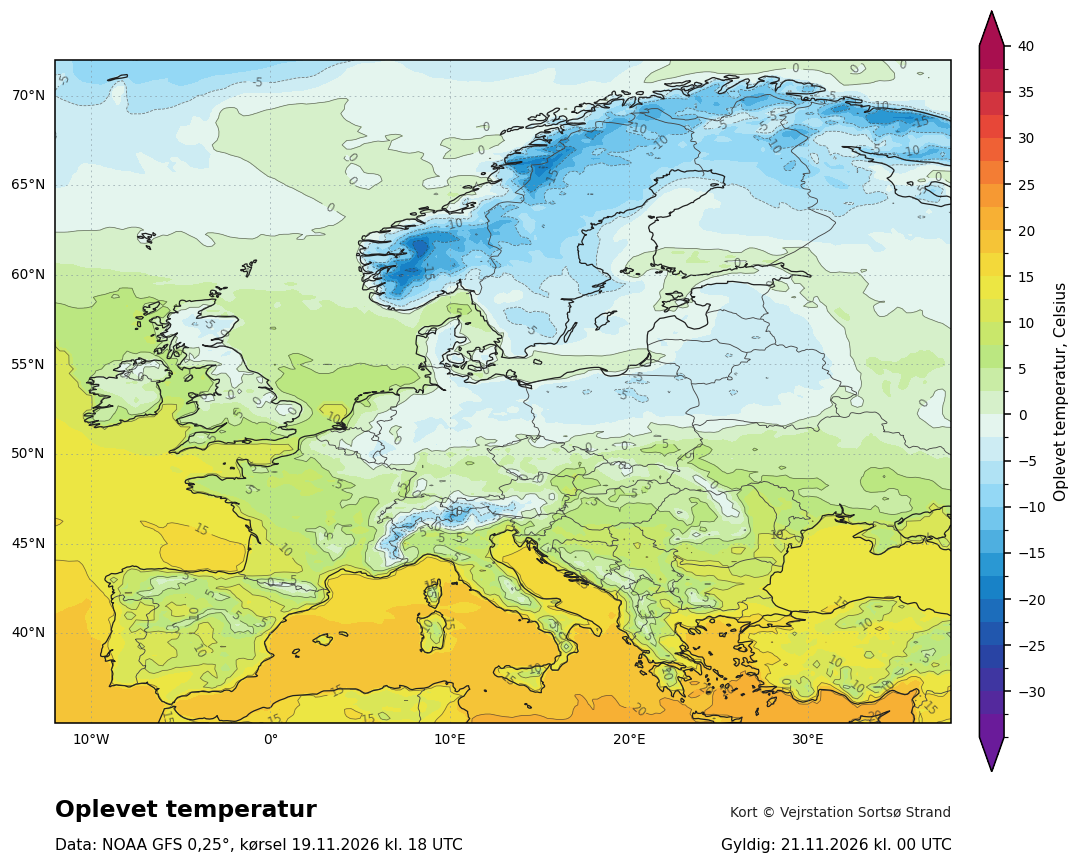 40
35
30
25
20
15
10
5
0
−5
−10
−15
−20
−25
−30
Oplevet temperatur, Celsius
70°N
65°N
60°N
55°N
50°N
45°N
40°N
10°W
0°
10°E
20°E
30°E
Oplevet temperatur
Kort © Vejrstation Sortsø Strand
Data: NOAA GFS 0,25°, kørsel 19.11.2026 kl. 18 UTC
Gyldig: 21.11.2026 kl. 00 UTC